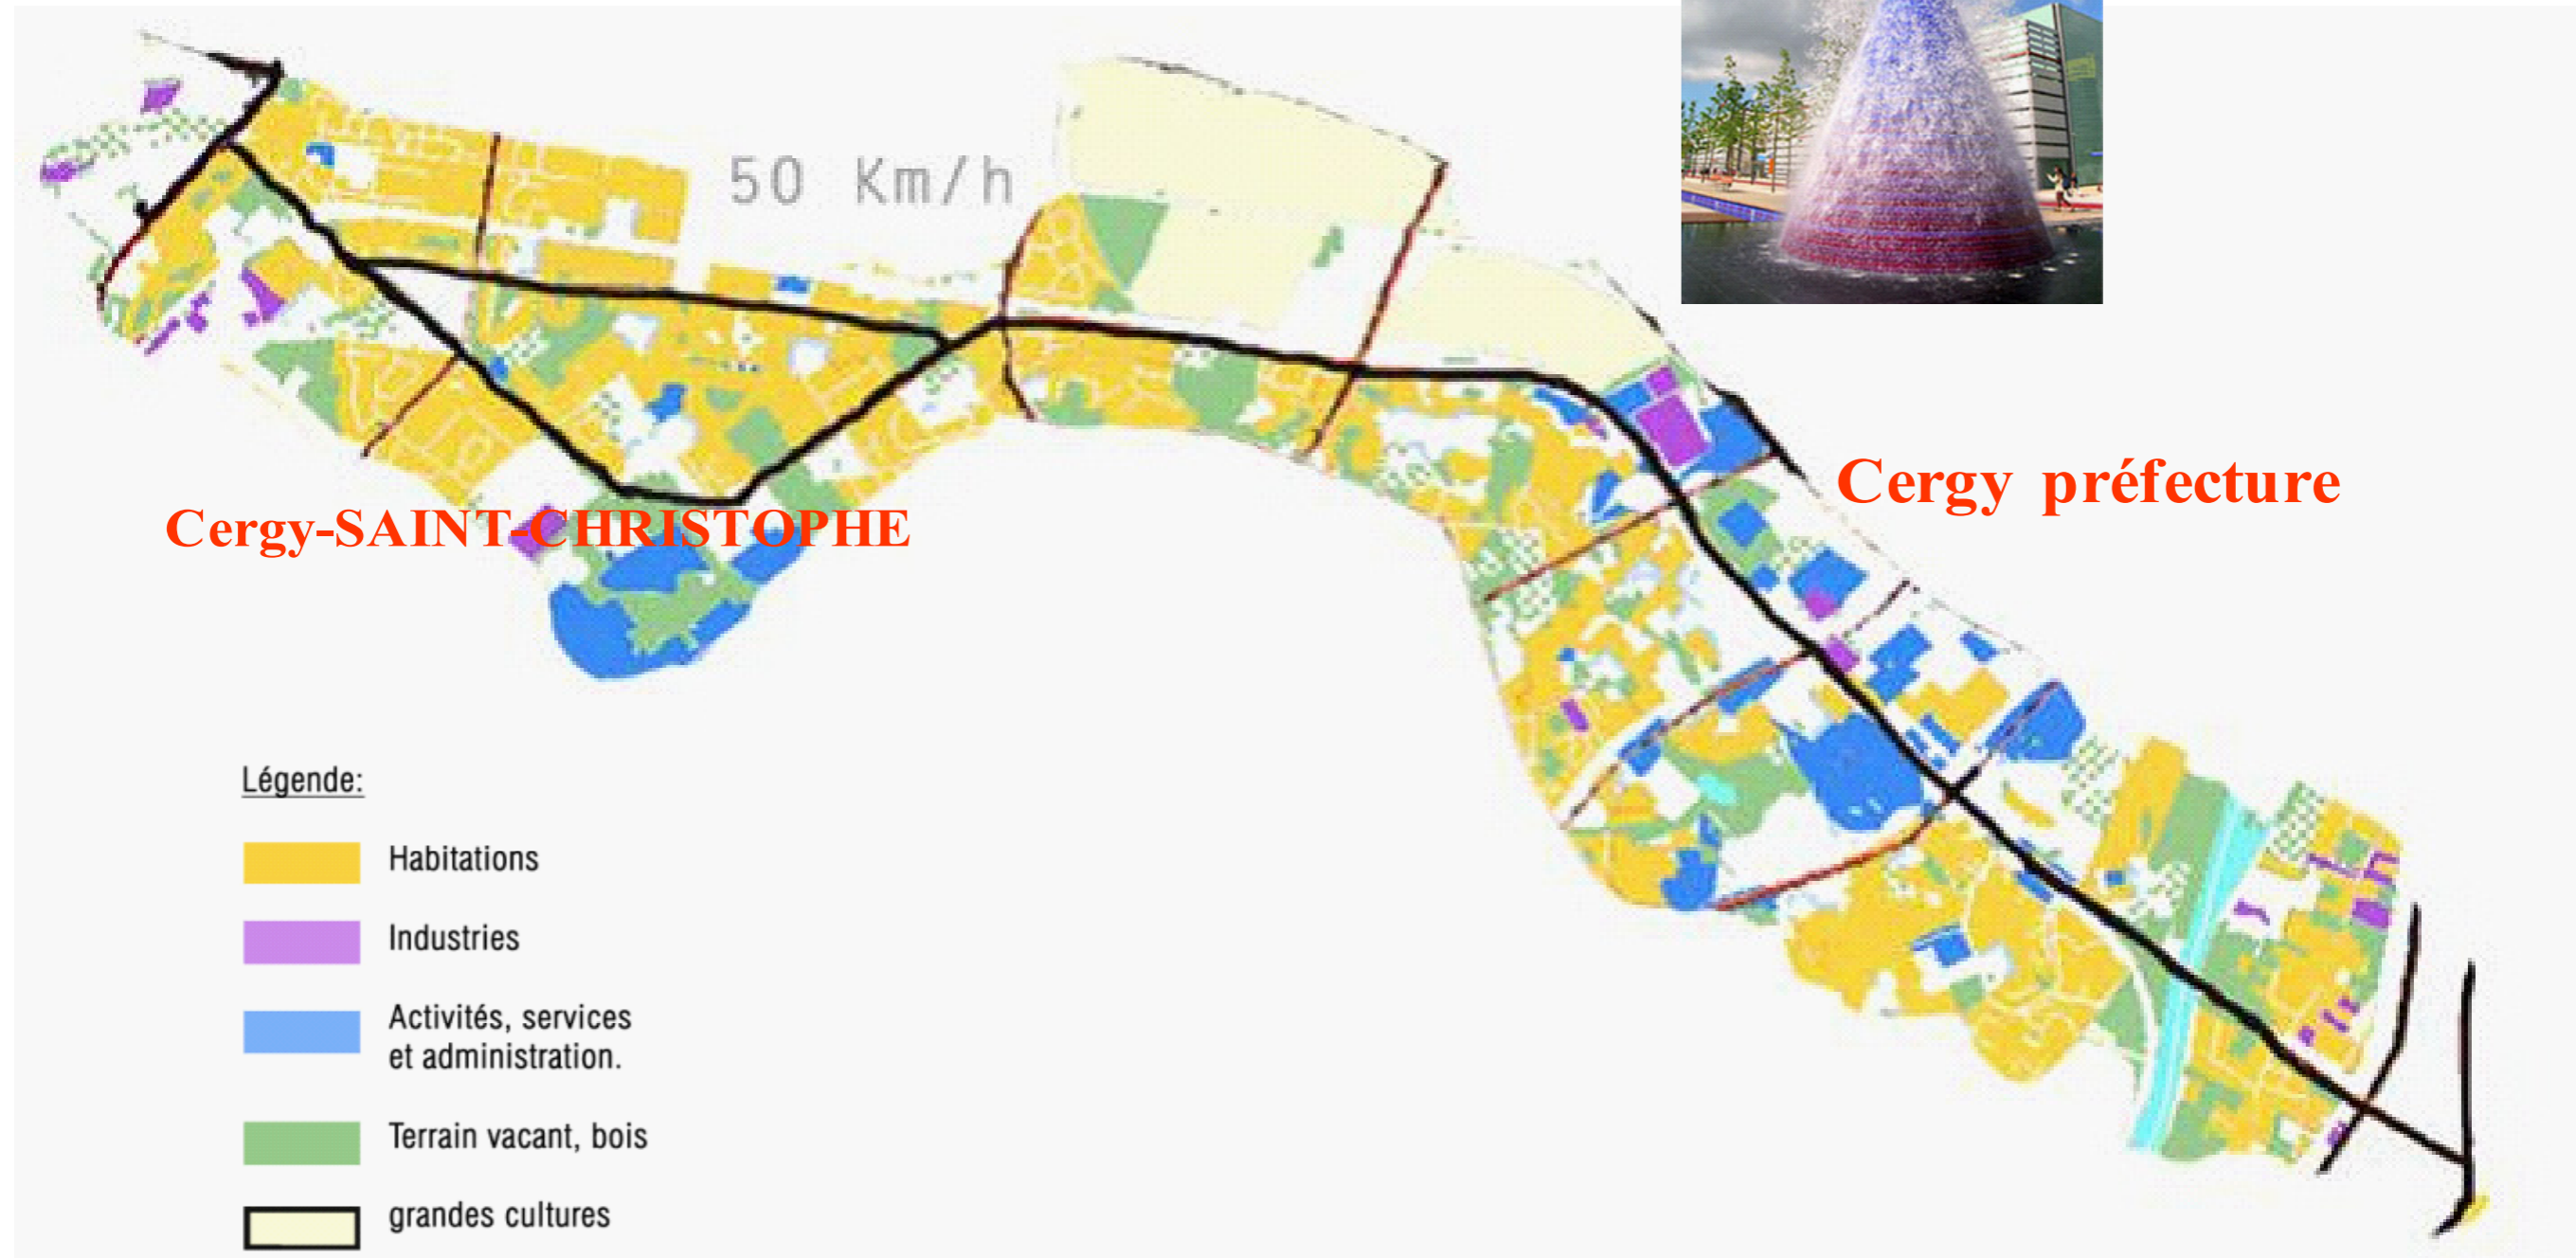 50 Km/h
Cergy préfecture
Cergy-SAINT-CHRISTOPHE
Légende:
Habitations
Industries
Activités, services
et administration.
Terrain vacant, bois
grandes cultures